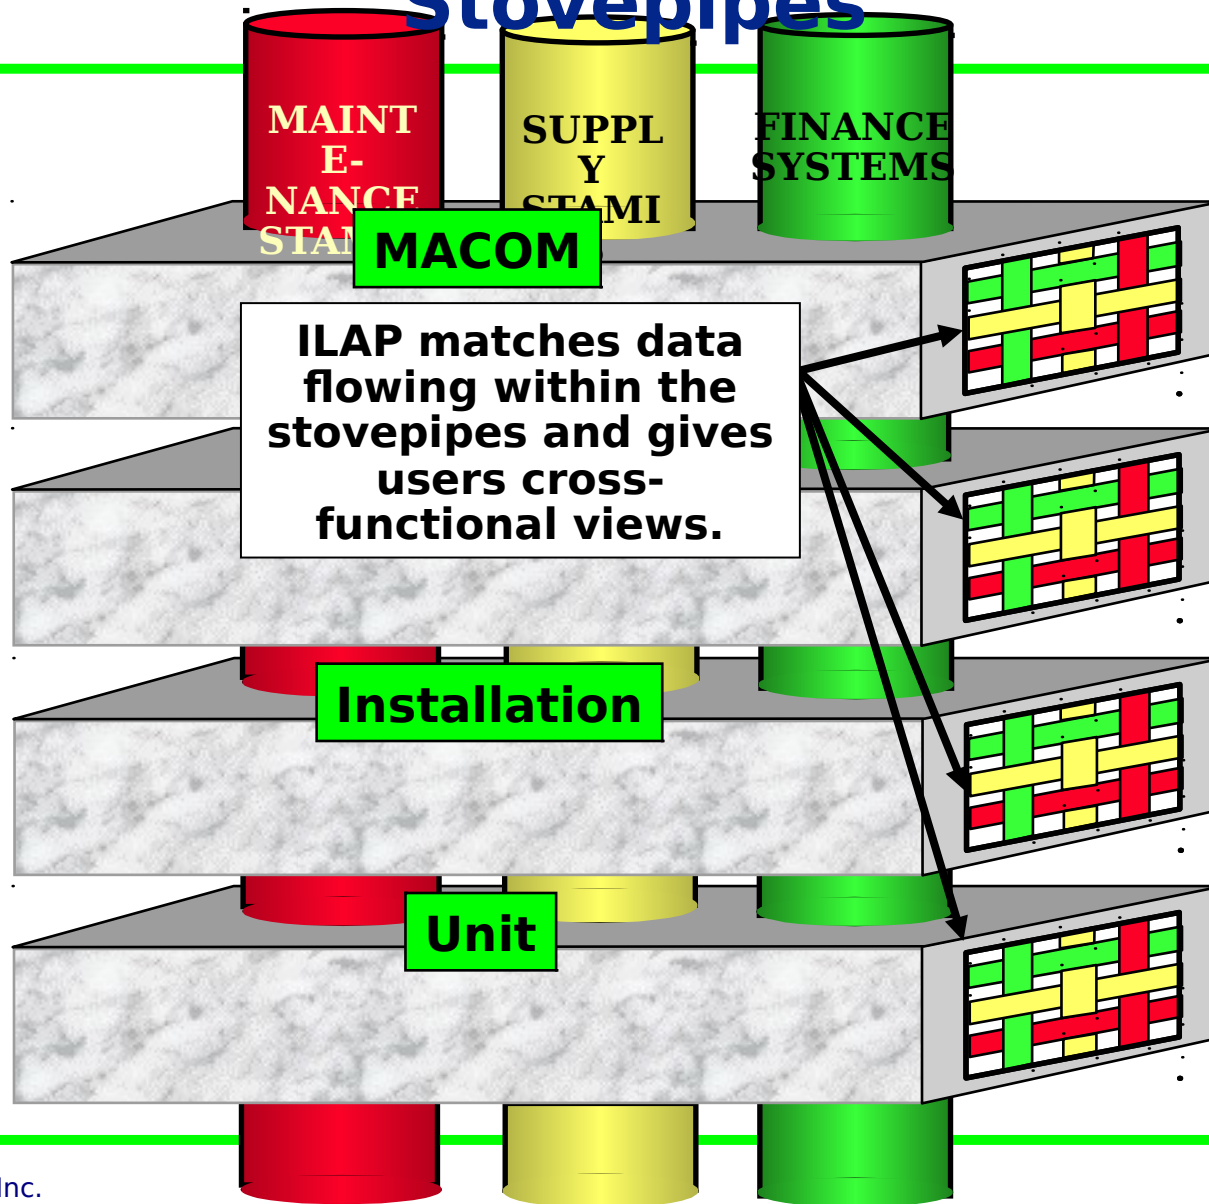 Stovepipes
MAINT
E-
NANCE
SUPPL
Y
STAMI
FINANCE
SYSTEMS
MACOM
ILAP matches data
flowing within the
stovepipes and gives
users cross-
functional views.
Installation
Unit
Inc.